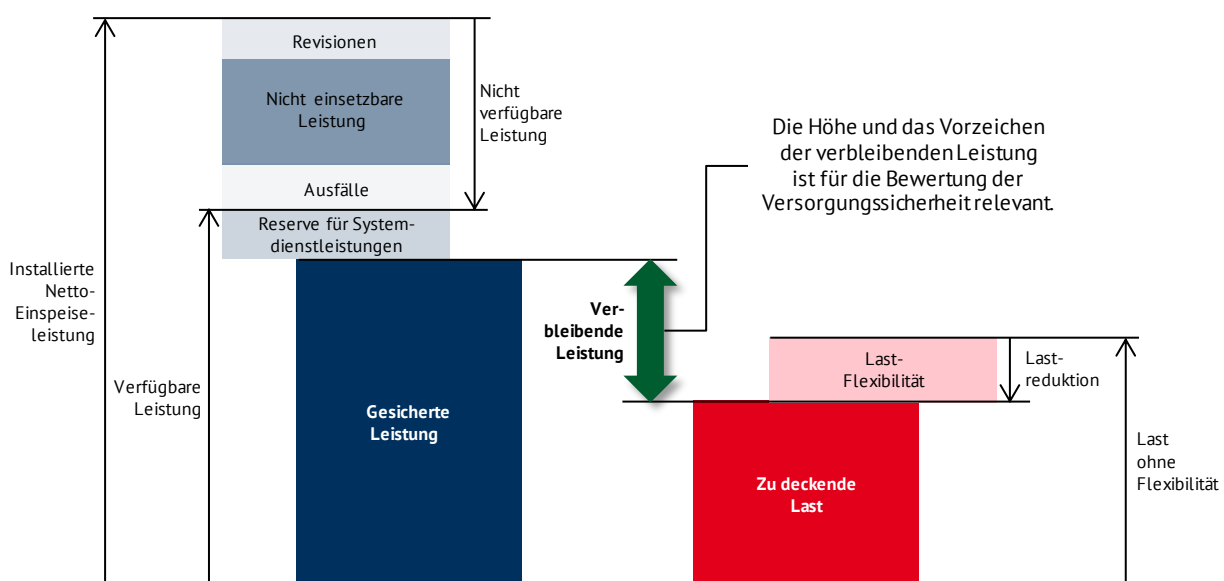 Revisionen
Nicht einsetzbare
Leistung
Ausfälle
Reserve für System-
dienstleistungen
Nicht
verfügbare
Leistung
Installierte
Netto-
Einspeise-
leistung
Verfügbare
Leistung
Gesicherte
Leistung
Ver-
bleibende
Leistung
Die Höhe und das Vorzeichen
der verbleibenden Leistung
ist für die Bewertung der
Versorgungssicherheit relevant.
Last-
Flexibilität
Last-
reduktion
Zu deckende
Last
Last
ohne
Flexibilität